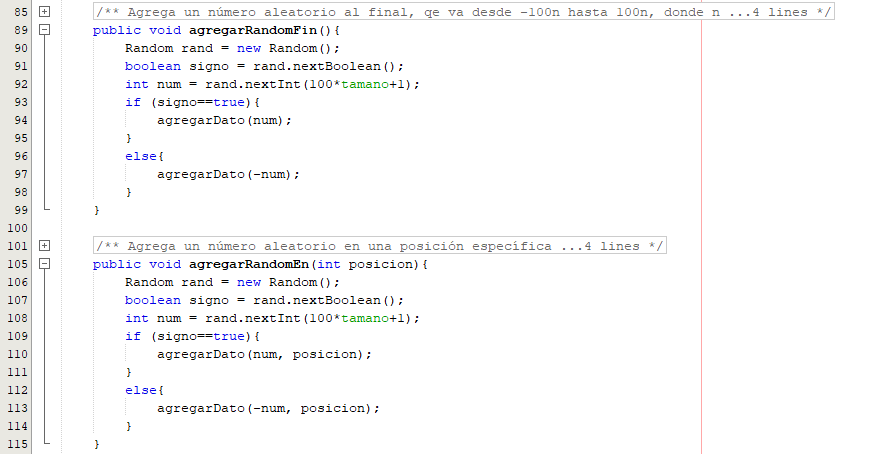 85 /** Agrega un número aleatorio al final, qe va desde -100n hasta 100n, donde n ...4 lines */
89 public void agregarRandomFin(){
90 Random rand = new Random();
91 boolean signo = rand.nextBoolean();
92 int num = rand.nextInt(100*tamano+1);
93 if (signo==true){
94 agregarDato(num);
95 }
96 else{
97 agregarDato(-num);
98 }
99 }
100
101 /** Agrega un número aleatorio en una posición específica ...4 lines */
105 public void agregarRandomEn(int posicion){
106 Random rand = new Random();
107 boolean signo = rand.nextBoolean();
108 int num = rand.nextInt(100*tamano+1);
109 if (signo==true){
110 agregarDato(num, posicion);
111 }
112 else{
113 agregarDato(-num, posicion);
114 }
115 }